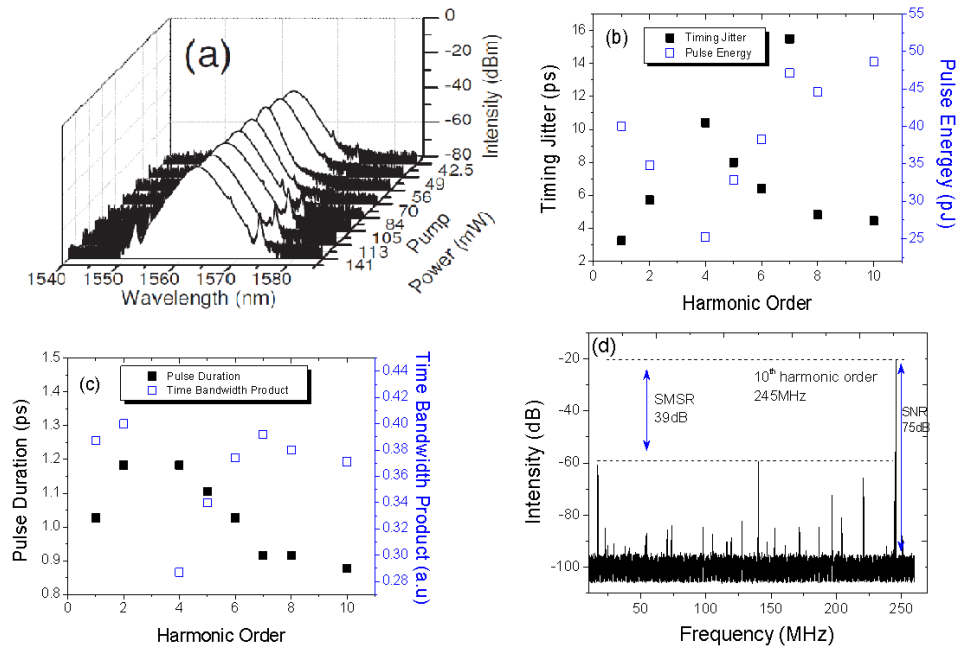 (a)
0
-20
-40
-60
-80
Intensity (dBm)
42.5
49
56
70
84
105
113
141
Pump
Power (mW)
1540
1550
1560
1570
1580
Wavelength (nm)
(b)
Timing Jitter
Pulse Energy
16
14
12
10
8
6
4
2
Timing Jitter (ps)
0
2
4
6
8
10
Harmonic Order
55
50
45
40
35
30
25
Pulse Energey (pJ)
(c)
Pulse Duration
Time Bandwidth Product
1.5
1.4
1.3
1.2
1.1
1.0
0.9
0.8
Pulse Duration (ps)
0
2
4
6
8
10
Harmonic Order
0.44
0.42
0.40
0.38
0.36
0.34
0.32
0.30
0.28
Time Bandwidth Product (a.u)
(d)
10th harmonic order
245MHz
SMSR
39dB
SNR
75dB
-20
-40
-60
-80
-100
Intensity (dB)
50
100
150
200
250
Frequency (MHz)